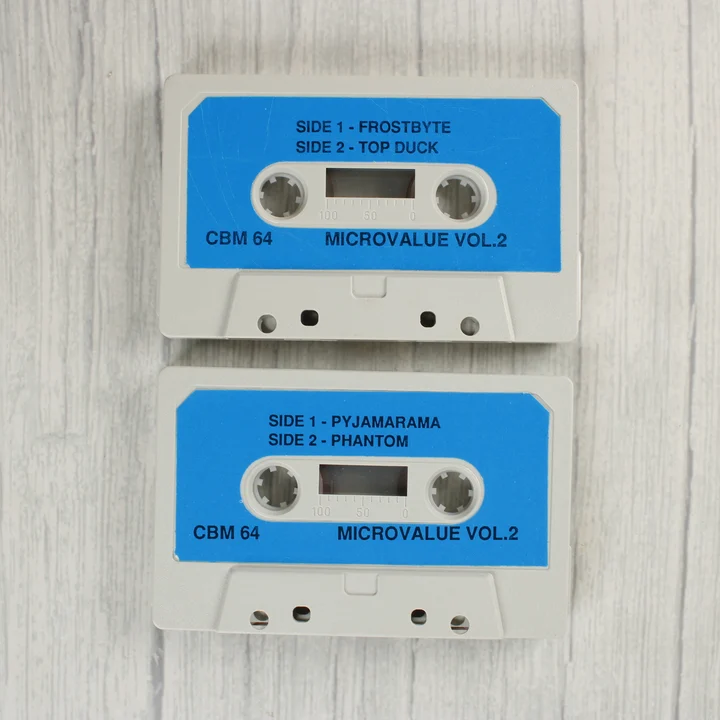 SIDE 1 - FROSTBYTE
SIDE 2 - TOP DUCK
100 50 0
CBM 64 MICROVALUE VOL.2
SIDE 1 - PYJAMARAMA
SIDE 2 - PHANTOM
100 50 0
CBM 64 MICROVALUE VOL.2